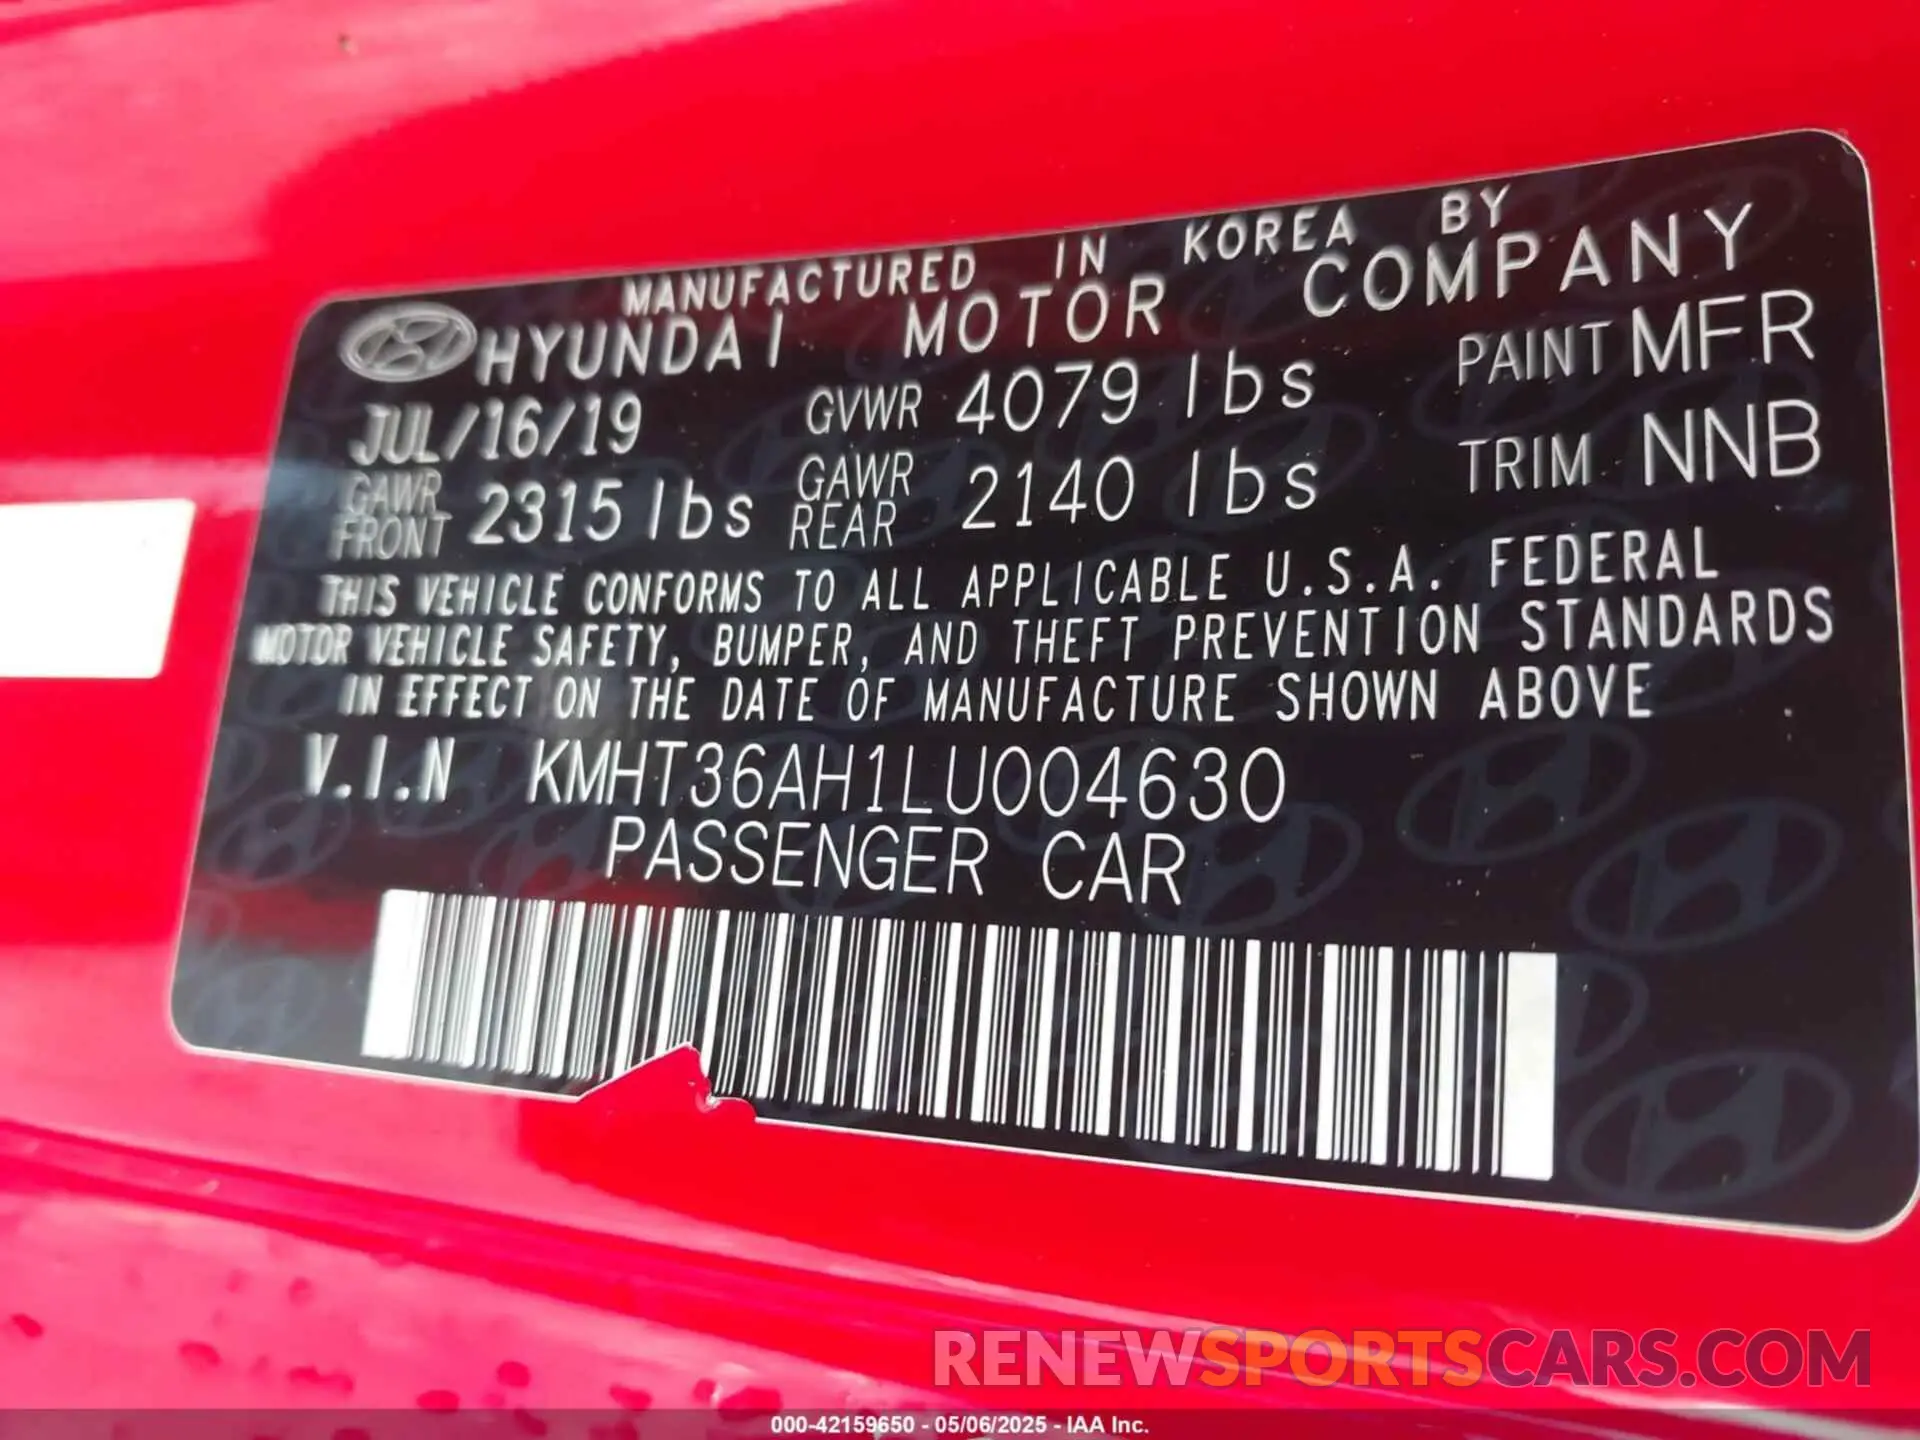 MANUFACTURED IN KOREA BY
HYUNDAI MOTOR COMPANY
JUL/16/19 GVWR 4079 lbs PAINT MFR
GAWR FRONT 2315 lbs GAWR REAR 2140 lbs TRIM NNB
THIS VEHICLE CONFORMS TO ALL APPLICABLE U.S.A. FEDERAL
MOTOR VEHICLE SAFETY, BUMPER, AND THEFT PREVENTION STANDARDS
IN EFFECT ON THE DATE OF MANUFACTURE SHOWN ABOVE
V.I.N KMHT36AH1LU004630
PASSENGER CAR
RENEWSPORTSCARS.COM
000-42159650 - 05/06/2025 - IAA Inc.